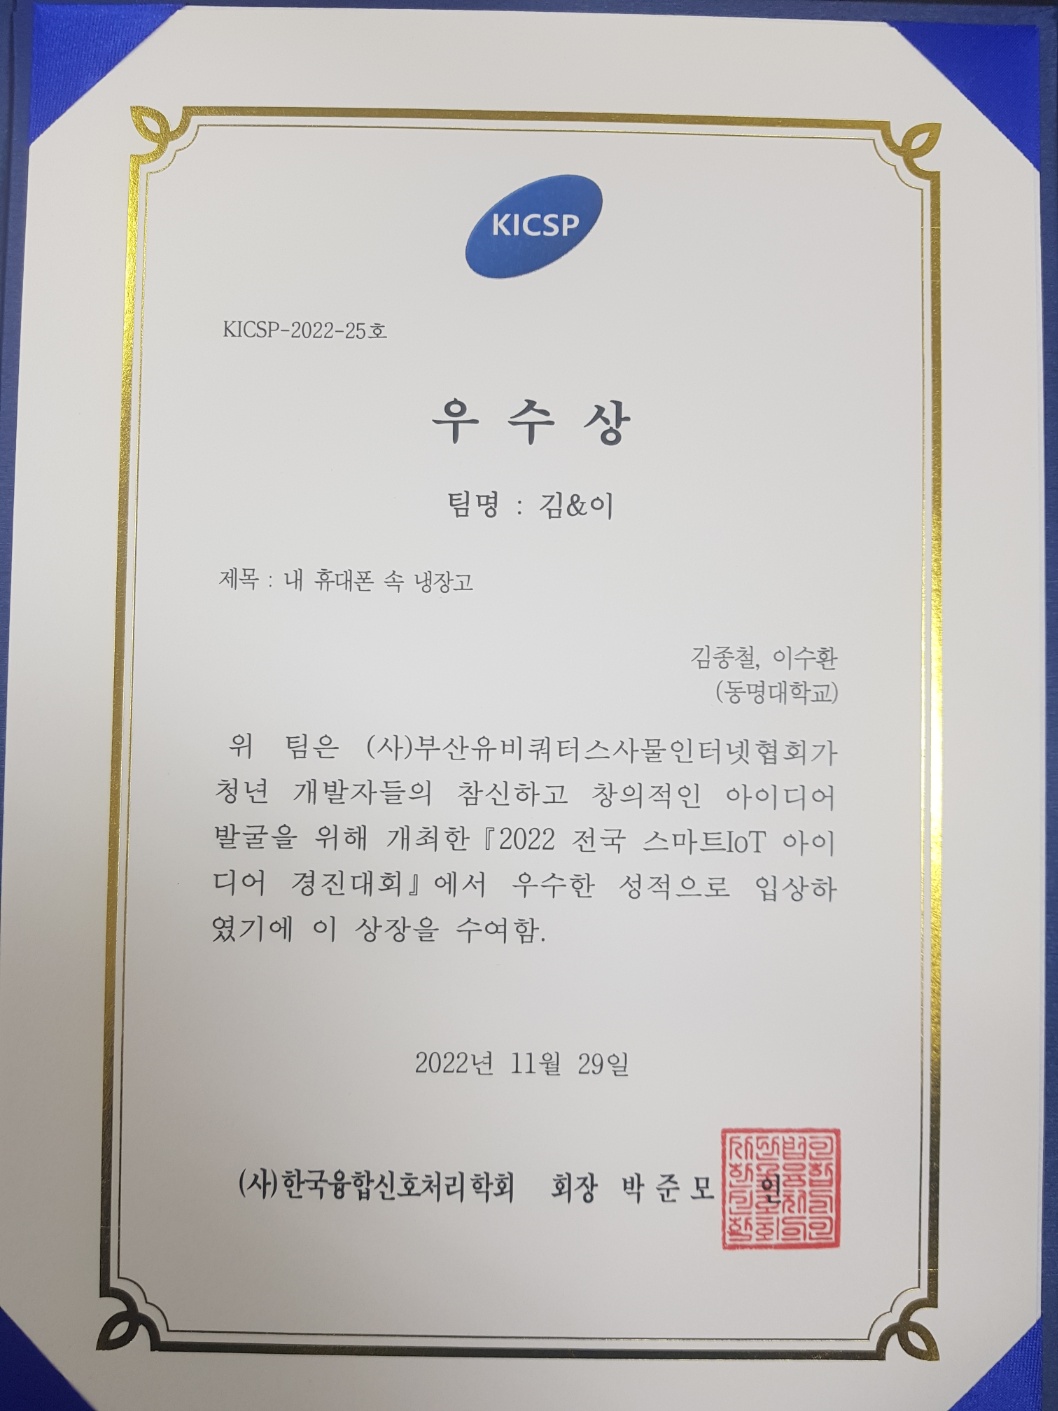 KICSP
KICSP-2022-25호
우 수 상
팀명 : 김&이
제목 : 내 휴대폰 속 냉장고
김종철, 이수환
(동명대학교)
위 팀은 (사)부산유비쿼터스사물인터넷협회가
청년 개발자들의 참신하고 창의적인 아이디어
발굴을 위해 개최한『2022 전국 스마트IoT 아이
디어 경진대회』에서 우수한 성적으로 입상하
였기에 이 상장을 수여함.
2022년 11월 29일
(사)한국융합신호처리학회 회장 박 준 모 인